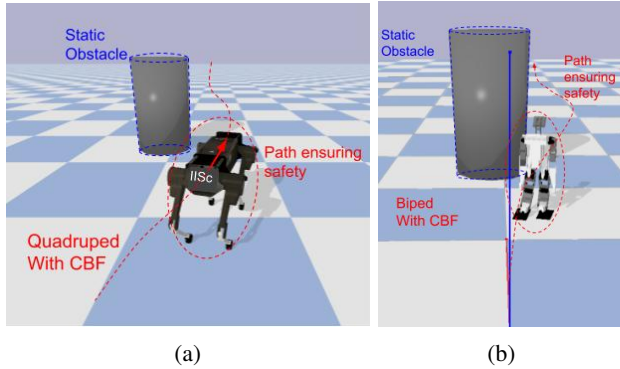 Static
Obstacle
Path ensuring
safety
IISc
Quadruped
With CBF
(a)
Static
Obstacle
Path
ensuring
safety
Biped
With CBF
(b)